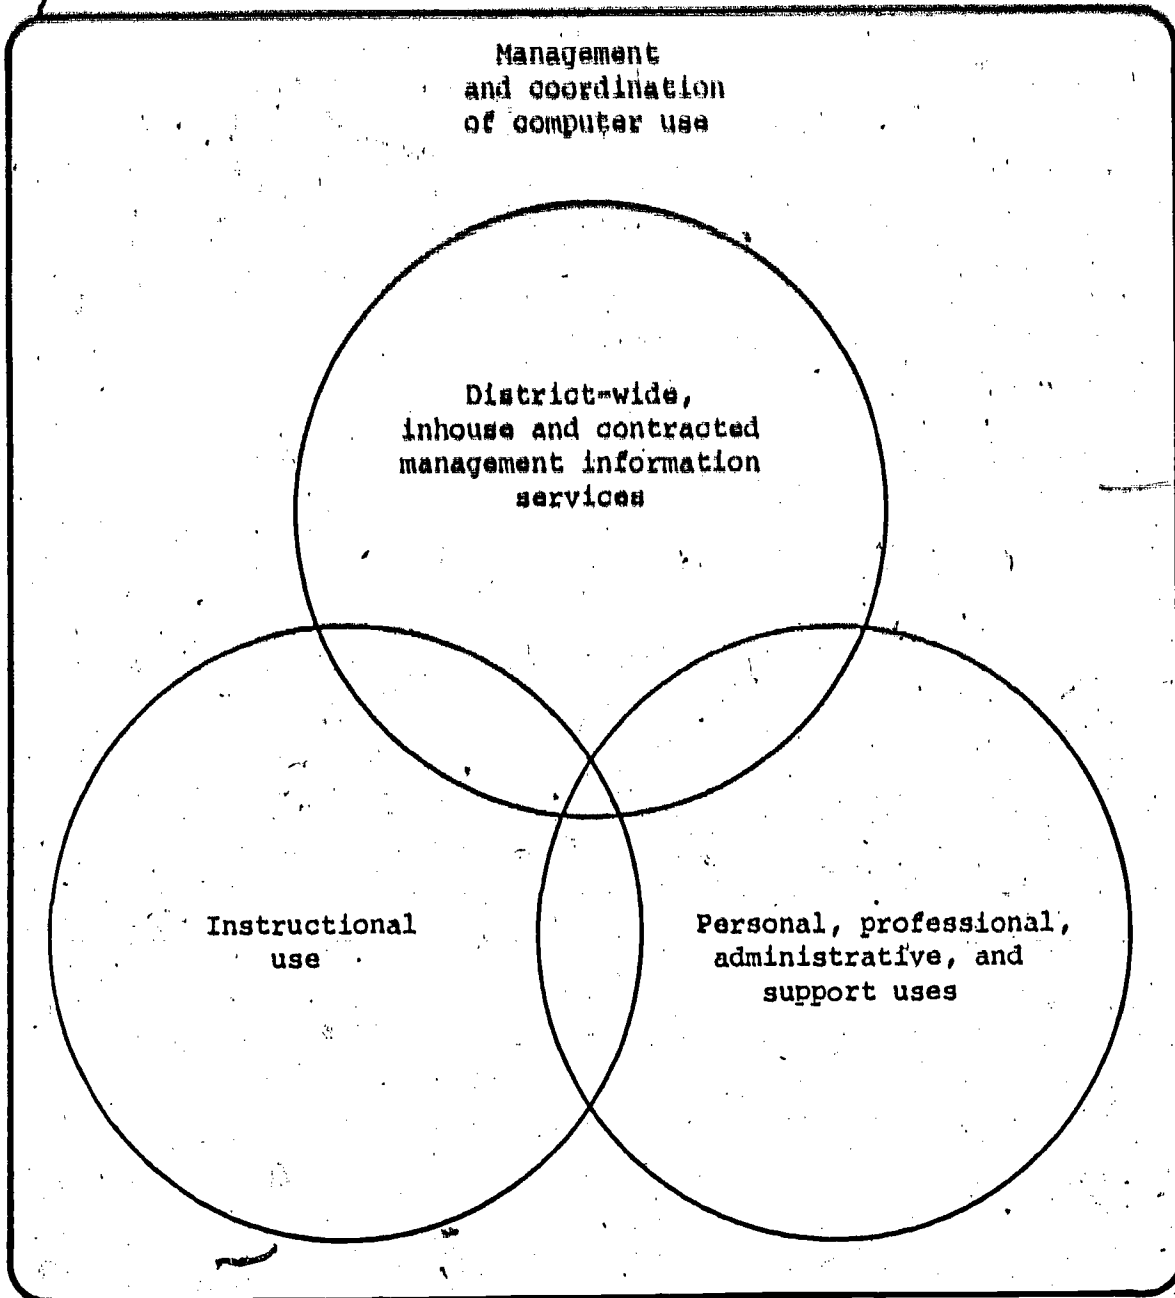 Management
and coordination
of computer use
District-wide,
inhouse and contracted
management information
services
Instructional
use
Personal, professional,
administrative, and
support uses